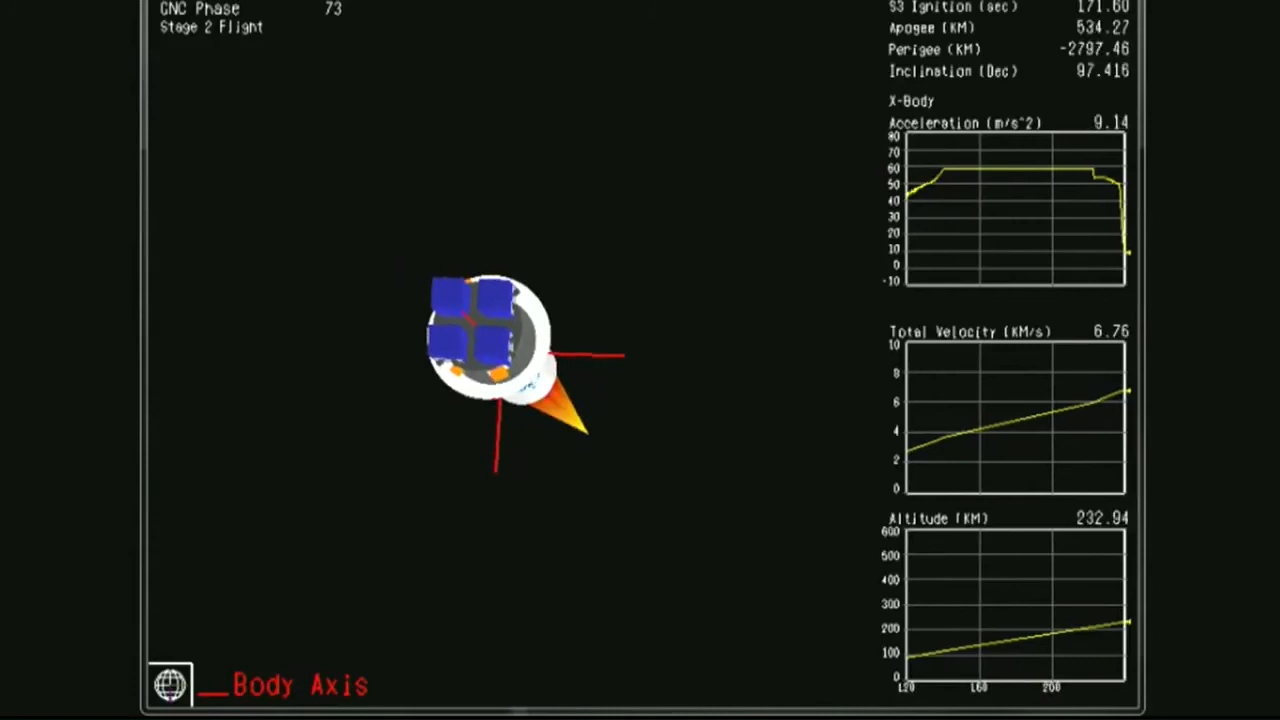 GNC Phase 73
Stage 2 Flight
S3 Ignition (sec) 171.60
Apogee (KM) 534.27
Perigee (KM) -2797.46
Inclination (Dec) 97.416
X-Body
Acceleration (m/s^2) 9.14
80
70
60
50
40
30
20
10
0
-10
Total Velocity (KM/s) 6.76
10
8
6
4
2
0
Altitude (KM) 232.94
600
500
400
300
200
100
0
120 160 200
Body Axis